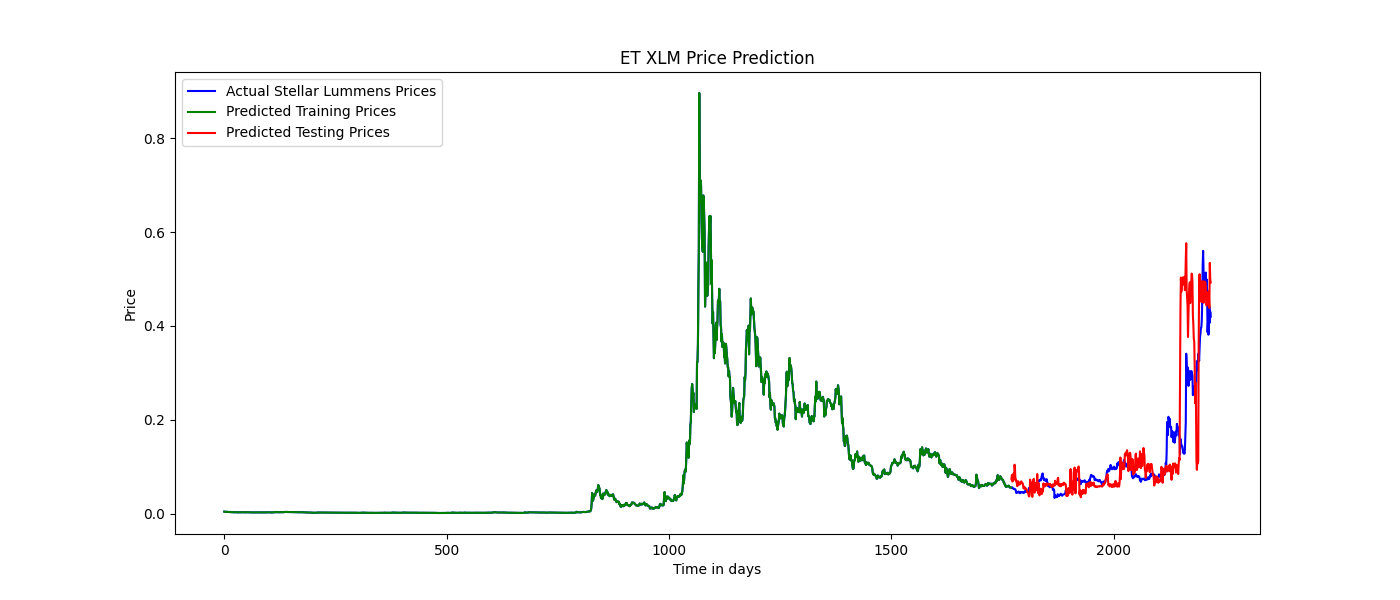 ET XLM Price Prediction
Actual Stellar Lummens Prices
Predicted Training Prices
Predicted Testing Prices
Price
0.8
0.6
0.4
0.2
0.0
0 500 1000 1500 2000
Time in days